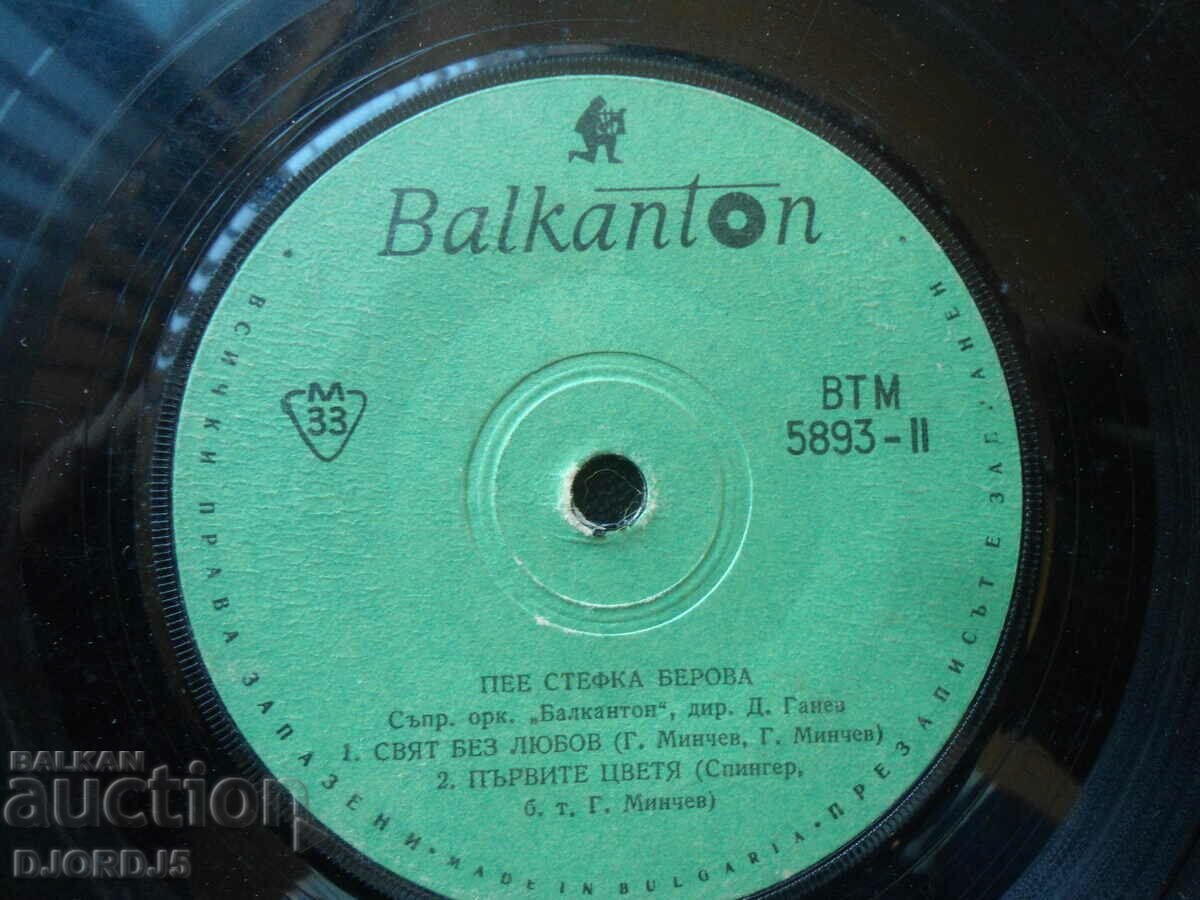 Balkanton
М
33
ВТМ
5893-II
ПЕЕ СТЕФКА БЕРОВА
Съпр. орк. „Балкантон“, дир. Д. Ганев
1. СВЯТ БЕЗ ЛЮБОВ (Г. Минчев, Г. Минчев)
2. ПЪРВИТЕ ЦВЕТЯ (Спингер,
б. т. Г. Минчев)
• ВСИЧКИ ПРАВА ЗАПАЗЕНИ • MADE IN BULGARIA • ПРЕЗАПИСЪТ Е ЗАБРАНЕН •
BALKAN
auction
DJORDJ5